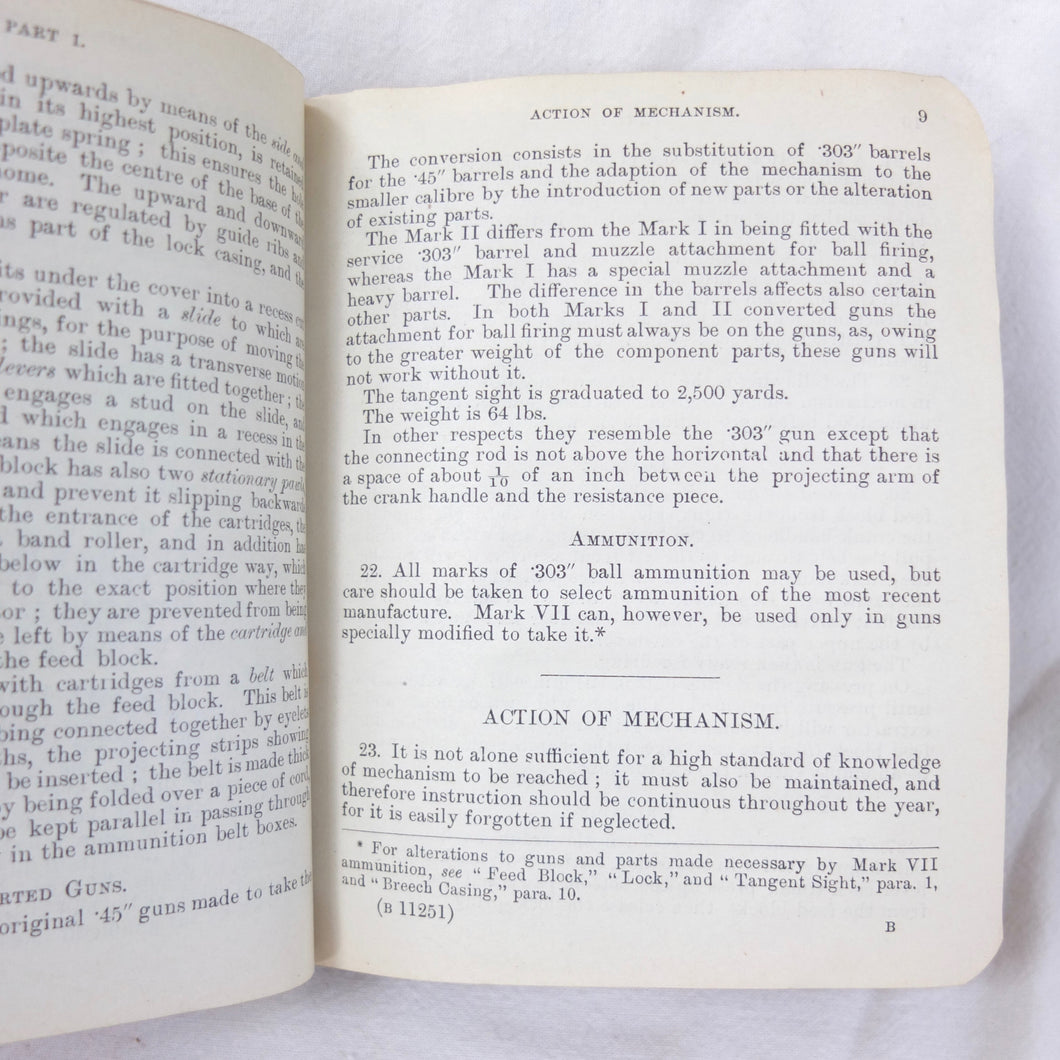 PART I.
d upwards by means of the side and
in its highest position, is retained
plate spring ; this ensures the hole
posite the centre of the base of the
home. The upward and downward
r are regulated by guide ribs and
ns part of the lock casing, and the
its under the cover into a recess cut
rovided with a slide to which are
ings, for the purpose of moving the
; the slide has a transverse motion
levers which are fitted together ; the
engages a stud on the slide, and
d which engages in a recess in the
eans the slide is connected with the
block has also two stationary pawls,
and prevent it slipping backwards
the entrance of the cartridges, the
band roller, and in addition has
below in the cartridge way, which
to the exact position where they
tor ; they are prevented from being
e left by means of the cartridge and
the feed block.
with cartridges from a belt which
ough the feed block. This belt is
being connected together by eyelets
ths, the projecting strips showing
be inserted ; the belt is made thick
by being folded over a piece of cord,
be kept parallel in passing through
in the ammunition belt boxes.
RTED GUNS.
original ·45″ guns made to take the
ACTION OF MECHANISM. 9
The conversion consists in the substitution of ·303″ barrels
for the ·45″ barrels and the adaption of the mechanism to the
smaller calibre by the introduction of new parts or the alteration
of existing parts.
The Mark II differs from the Mark I in being fitted with the
service ·303″ barrel and muzzle attachment for ball firing,
whereas the Mark I has a special muzzle attachment and a
heavy barrel. The difference in the barrels affects also certain
other parts. In both Marks I and II converted guns the
attachment for ball firing must always be on the guns, as, owing
to the greater weight of the component parts, these guns will
not work without it.
The tangent sight is graduated to 2,500 yards.
The weight is 64 lbs.
In other respects they resemble the ·303″ gun except that
the connecting rod is not above the horizontal and that there is
a space of about 1/10 of an inch between the projecting arm of
the crank handle and the resistance piece.
AMMUNITION.
22. All marks of ·303″ ball ammunition may be used, but
care should be taken to select ammunition of the most recent
manufacture. Mark VII can, however, be used only in guns
specially modified to take it.*
ACTION OF MECHANISM.
23. It is not alone sufficient for a high standard of knowledge
of mechanism to be reached ; it must also be maintained, and
therefore instruction should be continuous throughout the year,
for it is easily forgotten if neglected.
* For alterations to guns and parts made necessary by Mark VII
ammunition, see “ Feed Block,” “ Lock,” and “ Tangent Sight,” para. 1,
and “ Breech Casing,” para. 10.
(B 11251)
B